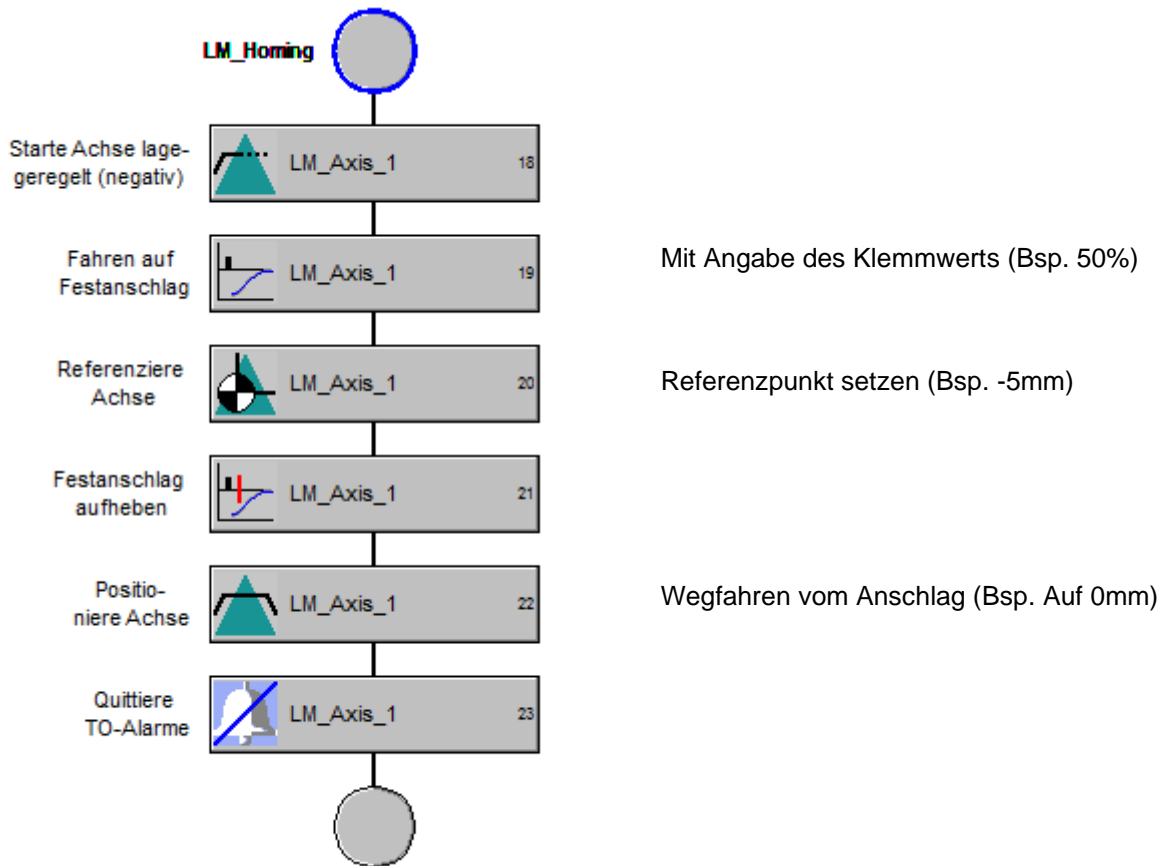 LM_Homing
Starte Achse lage-
geregelt (negativ)
LM_Axis_1
18
Fahren auf
Festanschlag
LM_Axis_1
19
Mit Angabe des Klemmwerts (Bsp. 50%)
Referenziere
Achse
LM_Axis_1
20
Referenzpunkt setzen (Bsp. -5mm)
Festanschlag
aufheben
LM_Axis_1
21
Positio-
niere Achse
LM_Axis_1
22
Wegfahren vom Anschlag (Bsp. Auf 0mm)
Quittiere
TO-Alarme
LM_Axis_1
23